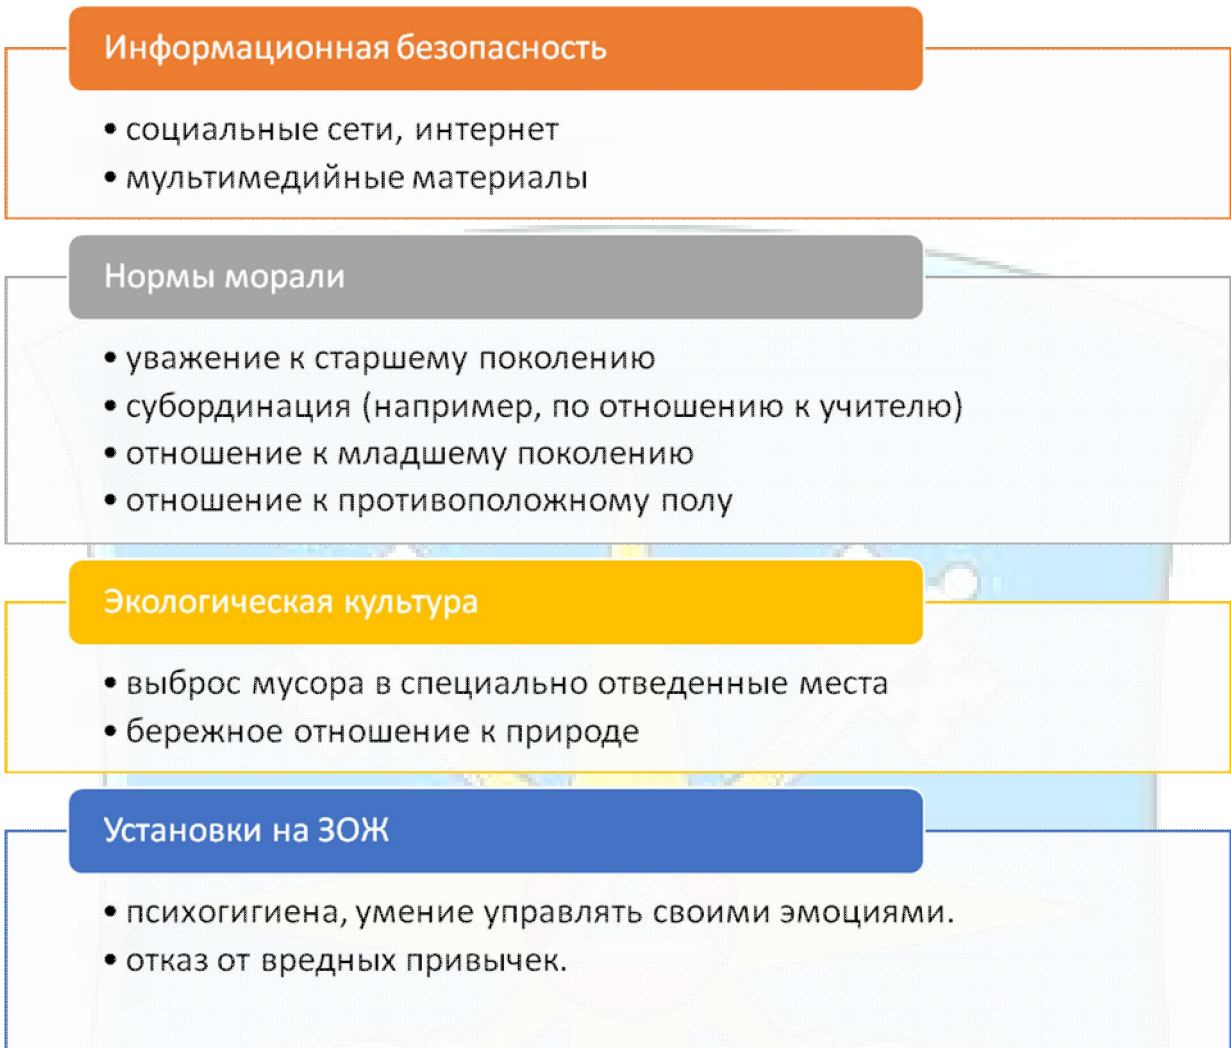 Информационная безопасность
• социальные сети, интернет
• мультимедийные материалы
Нормы морали
• уважение к старшему поколению
• субординация (например, по отношению к учителю)
• отношение к младшему поколению
• отношение к противоположному полу
Экологическая культура
• выброс мусора в специально отведенные места
• бережное отношение к природе
Установки на ЗОЖ
• психогигиена, умение управлять своими эмоциями.
• отказ от вредных привычек.